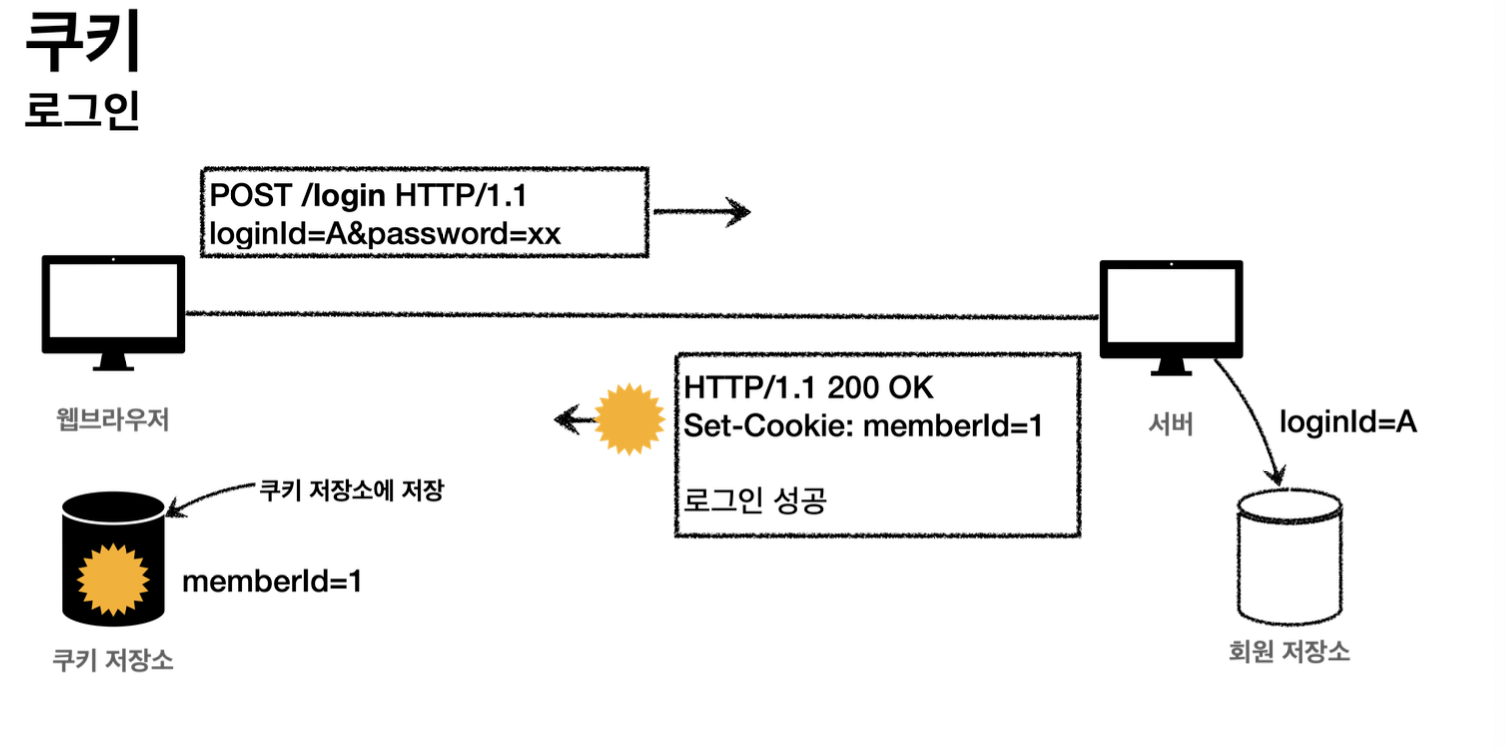 쿠키
로그인
POST /login HTTP/1.1
loginId=A&password=xx
웹브라우저
HTTP/1.1 200 OK
Set-Cookie: memberId=1
로그인 성공
서버
loginId=A
쿠키 저장소에 저장
memberId=1
쿠키 저장소
회원 저장소